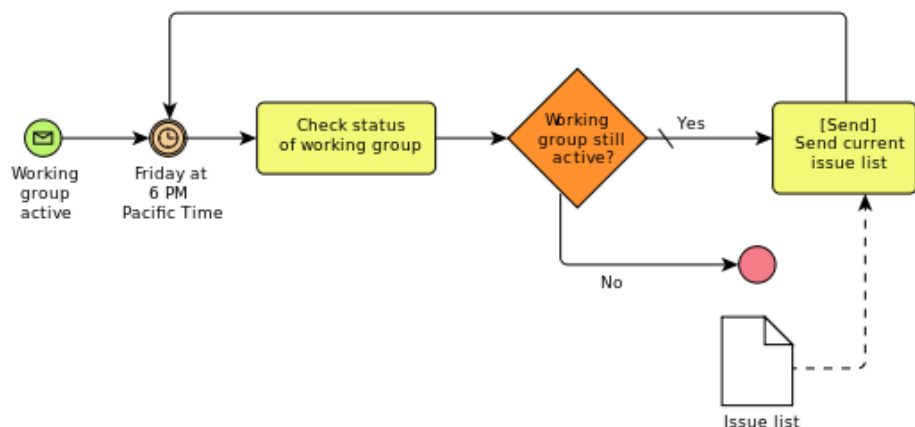 Working
group
active
Friday at
6 PM
Pacific Time
Check status
of working group
Working
group still
active?
Yes
[Send]
Send current
issue list
No
Issue list